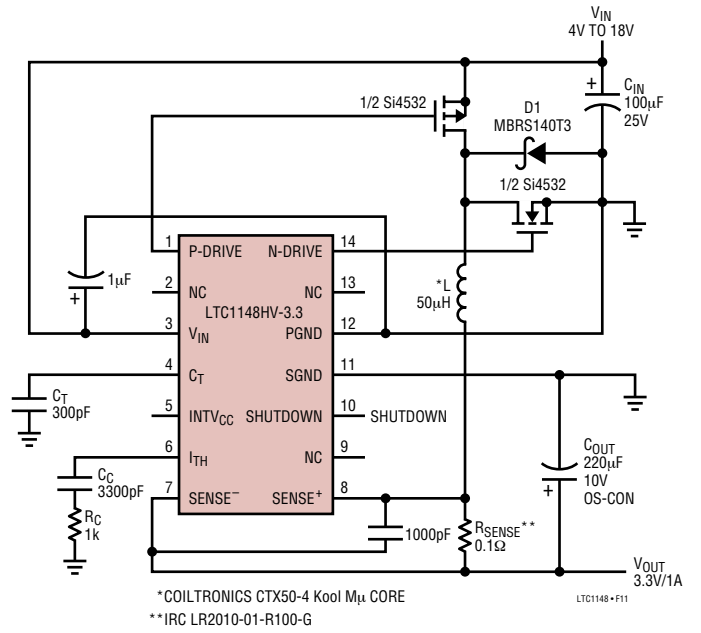 VIN
4V TO 18V
1/2 Si4532
+
CIN
100µF
25V
D1
MBRS140T3
1/2 Si4532
1 P-DRIVE N-DRIVE 14
1µF
+
2 NC NC 13
*L
50µH
LTC1148HV-3.3
3 VIN PGND 12
4 CT SGND 11
CT
300pF
5 INTVCC SHUTDOWN 10 SHUTDOWN
6 ITH NC 9
COUT
220µF
10V
OS-CON
+
CC
3300pF
7 SENSE– SENSE+ 8
RC
1k
1000pF
RSENSE**
0.1Ω
VOUT
3.3V/1A
*COILTRONICS CTX50-4 Kool Mµ CORE
LTC1148 • F11
**IRC LR2010-01-R100-G